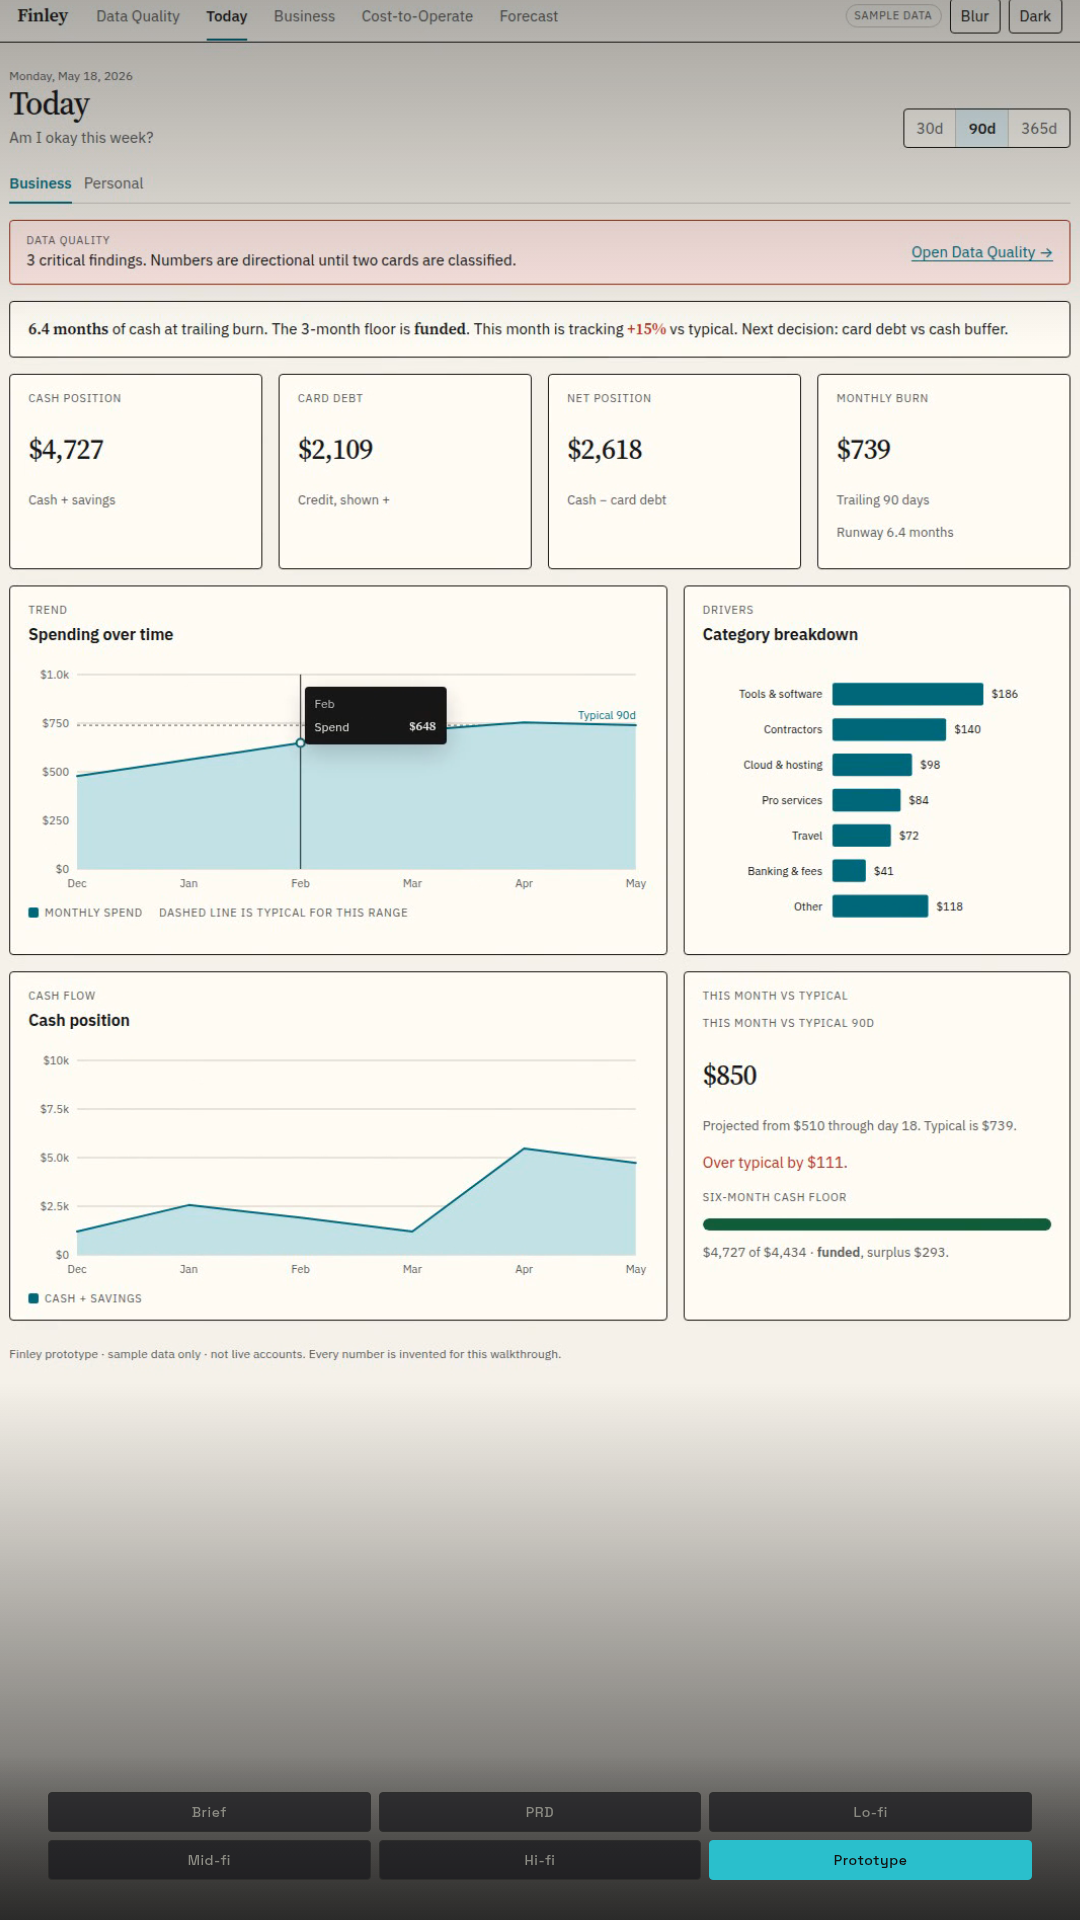 Finley Data Quality Today Business Cost-to-Operate Forecast SAMPLE DATA Blur Dark
Monday, May 18, 2026
Today
Am I okay this week?
30d 90d 365d
Business Personal
DATA QUALITY
3 critical findings. Numbers are directional until two cards are classified.
Open Data Quality →
6.4 months of cash at trailing burn. The 3-month floor is funded. This month is tracking +15% vs typical. Next decision: card debt vs cash buffer.
CASH POSITION
$4,727
Cash + savings
CARD DEBT
$2,109
Credit, shown +
NET POSITION
$2,618
Cash – card debt
MONTHLY BURN
$739
Trailing 90 days
Runway 6.4 months
TREND
Spending over time
$1.0k
$750
$500
$250
$0
Typical 90d
Feb
Spend $648
Dec Jan Feb Mar Apr May
MONTHLY SPEND DASHED LINE IS TYPICAL FOR THIS RANGE
DRIVERS
Category breakdown
Tools & software $186
Contractors $140
Cloud & hosting $98
Pro services $84
Travel $72
Banking & fees $41
Other $118
CASH FLOW
Cash position
$10k
$7.5k
$5.0k
$2.5k
$0
Dec Jan Feb Mar Apr May
CASH + SAVINGS
THIS MONTH VS TYPICAL
THIS MONTH VS TYPICAL 90D
$850
Projected from $510 through day 18. Typical is $739.
Over typical by $111.
SIX-MONTH CASH FLOOR
$4,727 of $4,434 · funded, surplus $293.
Finley prototype · sample data only · not live accounts. Every number is invented for this walkthrough.
Brief PRD Lo-fi
Mid-fi Hi-fi Prototype